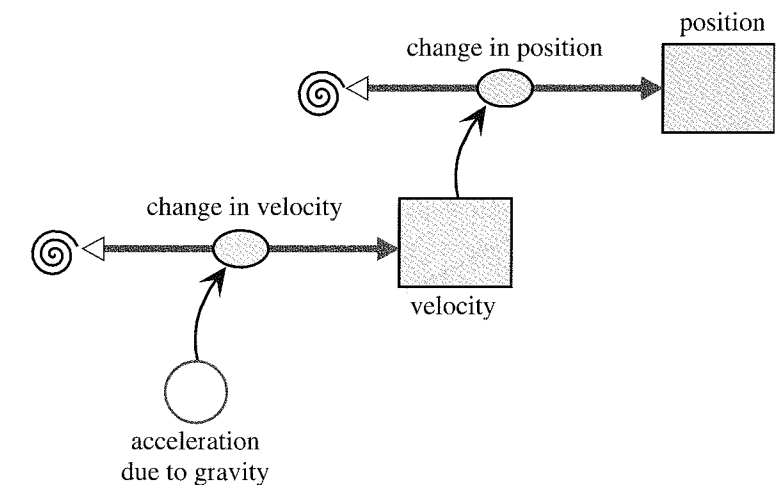 position
change in position
change in velocity
velocity
acceleration
due to gravity